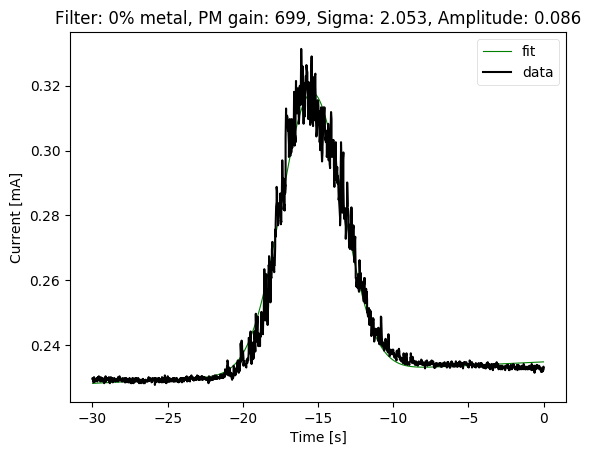 Filter: 0% metal, PM gain: 699, Sigma: 2.053, Amplitude: 0.086
fit
data
0.32
0.30
0.28
0.26
0.24
Current [mA]
−30
−25
−20
−15
−10
−5
0
Time [s]